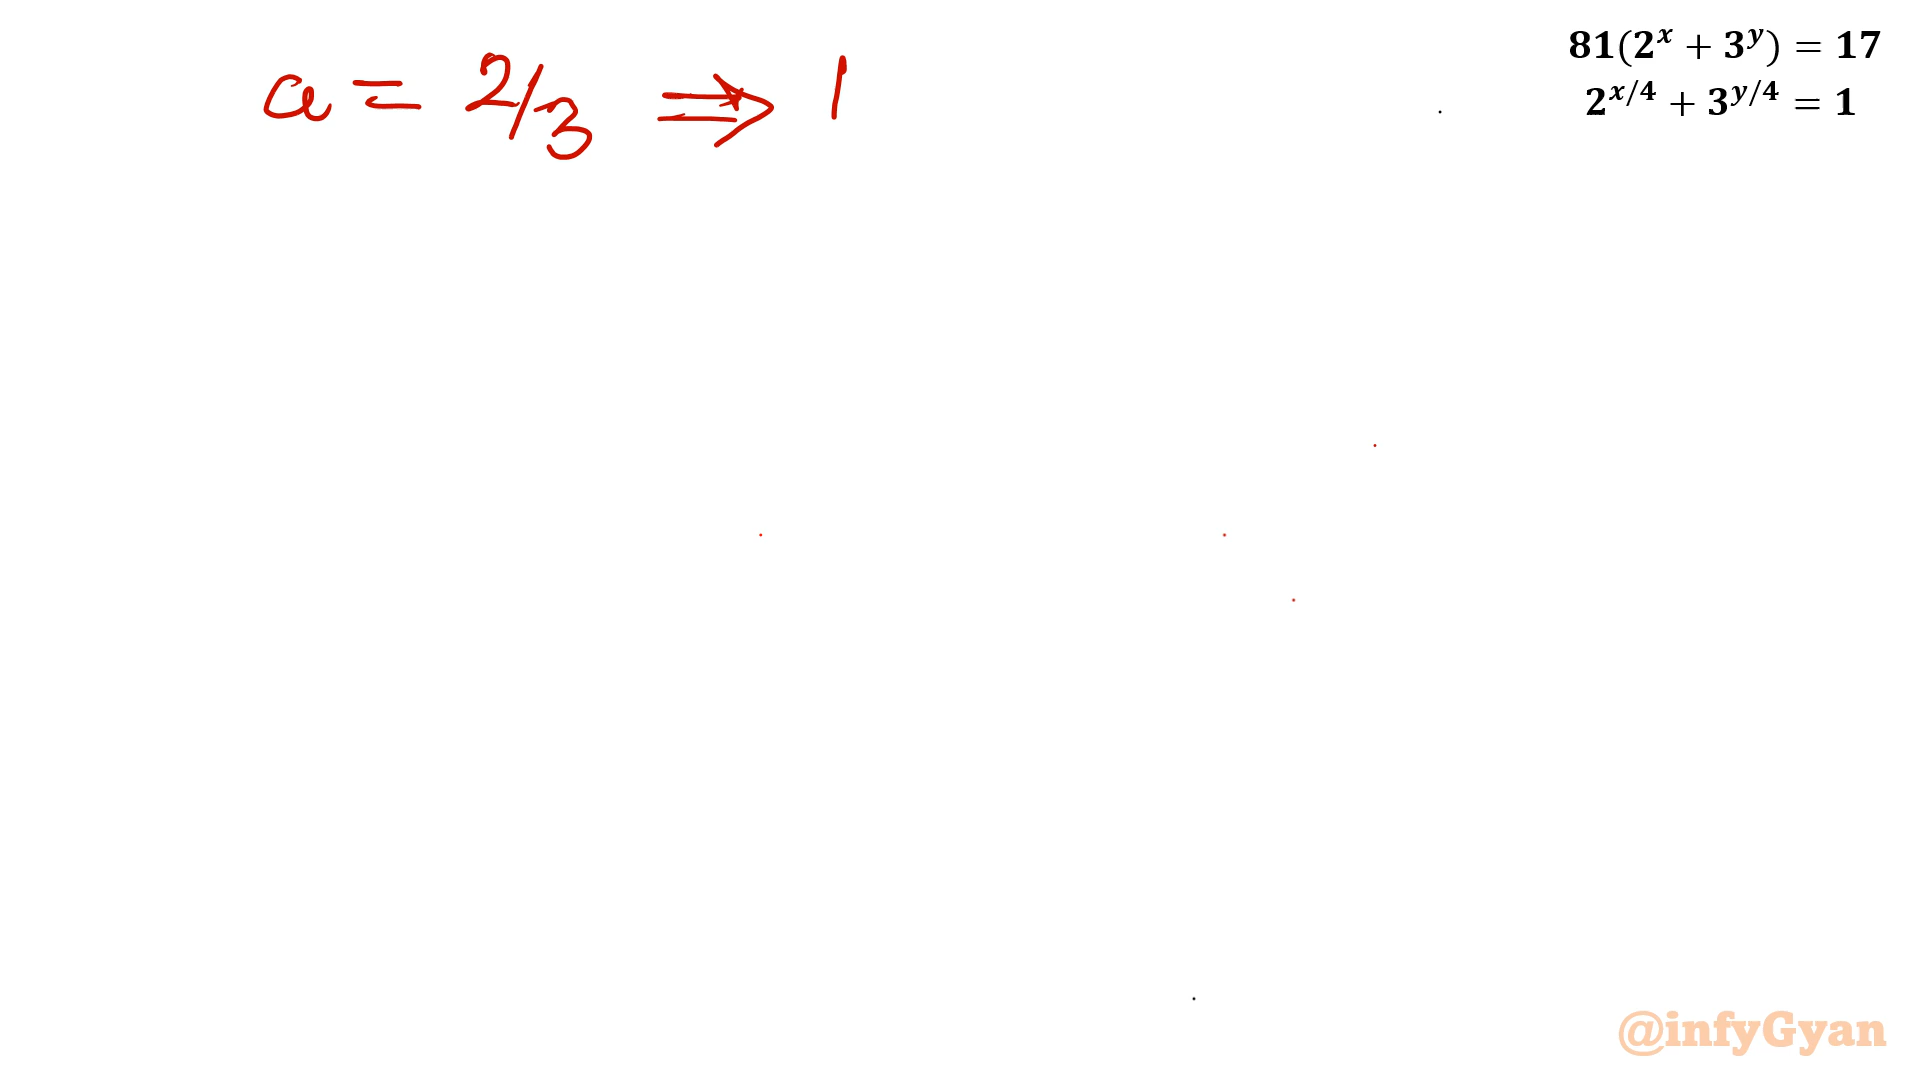 a = 2/3 ⇒ 1
81(2^x + 3^y) = 17
2^{x/4} + 3^{y/4} = 1
@infyGyan